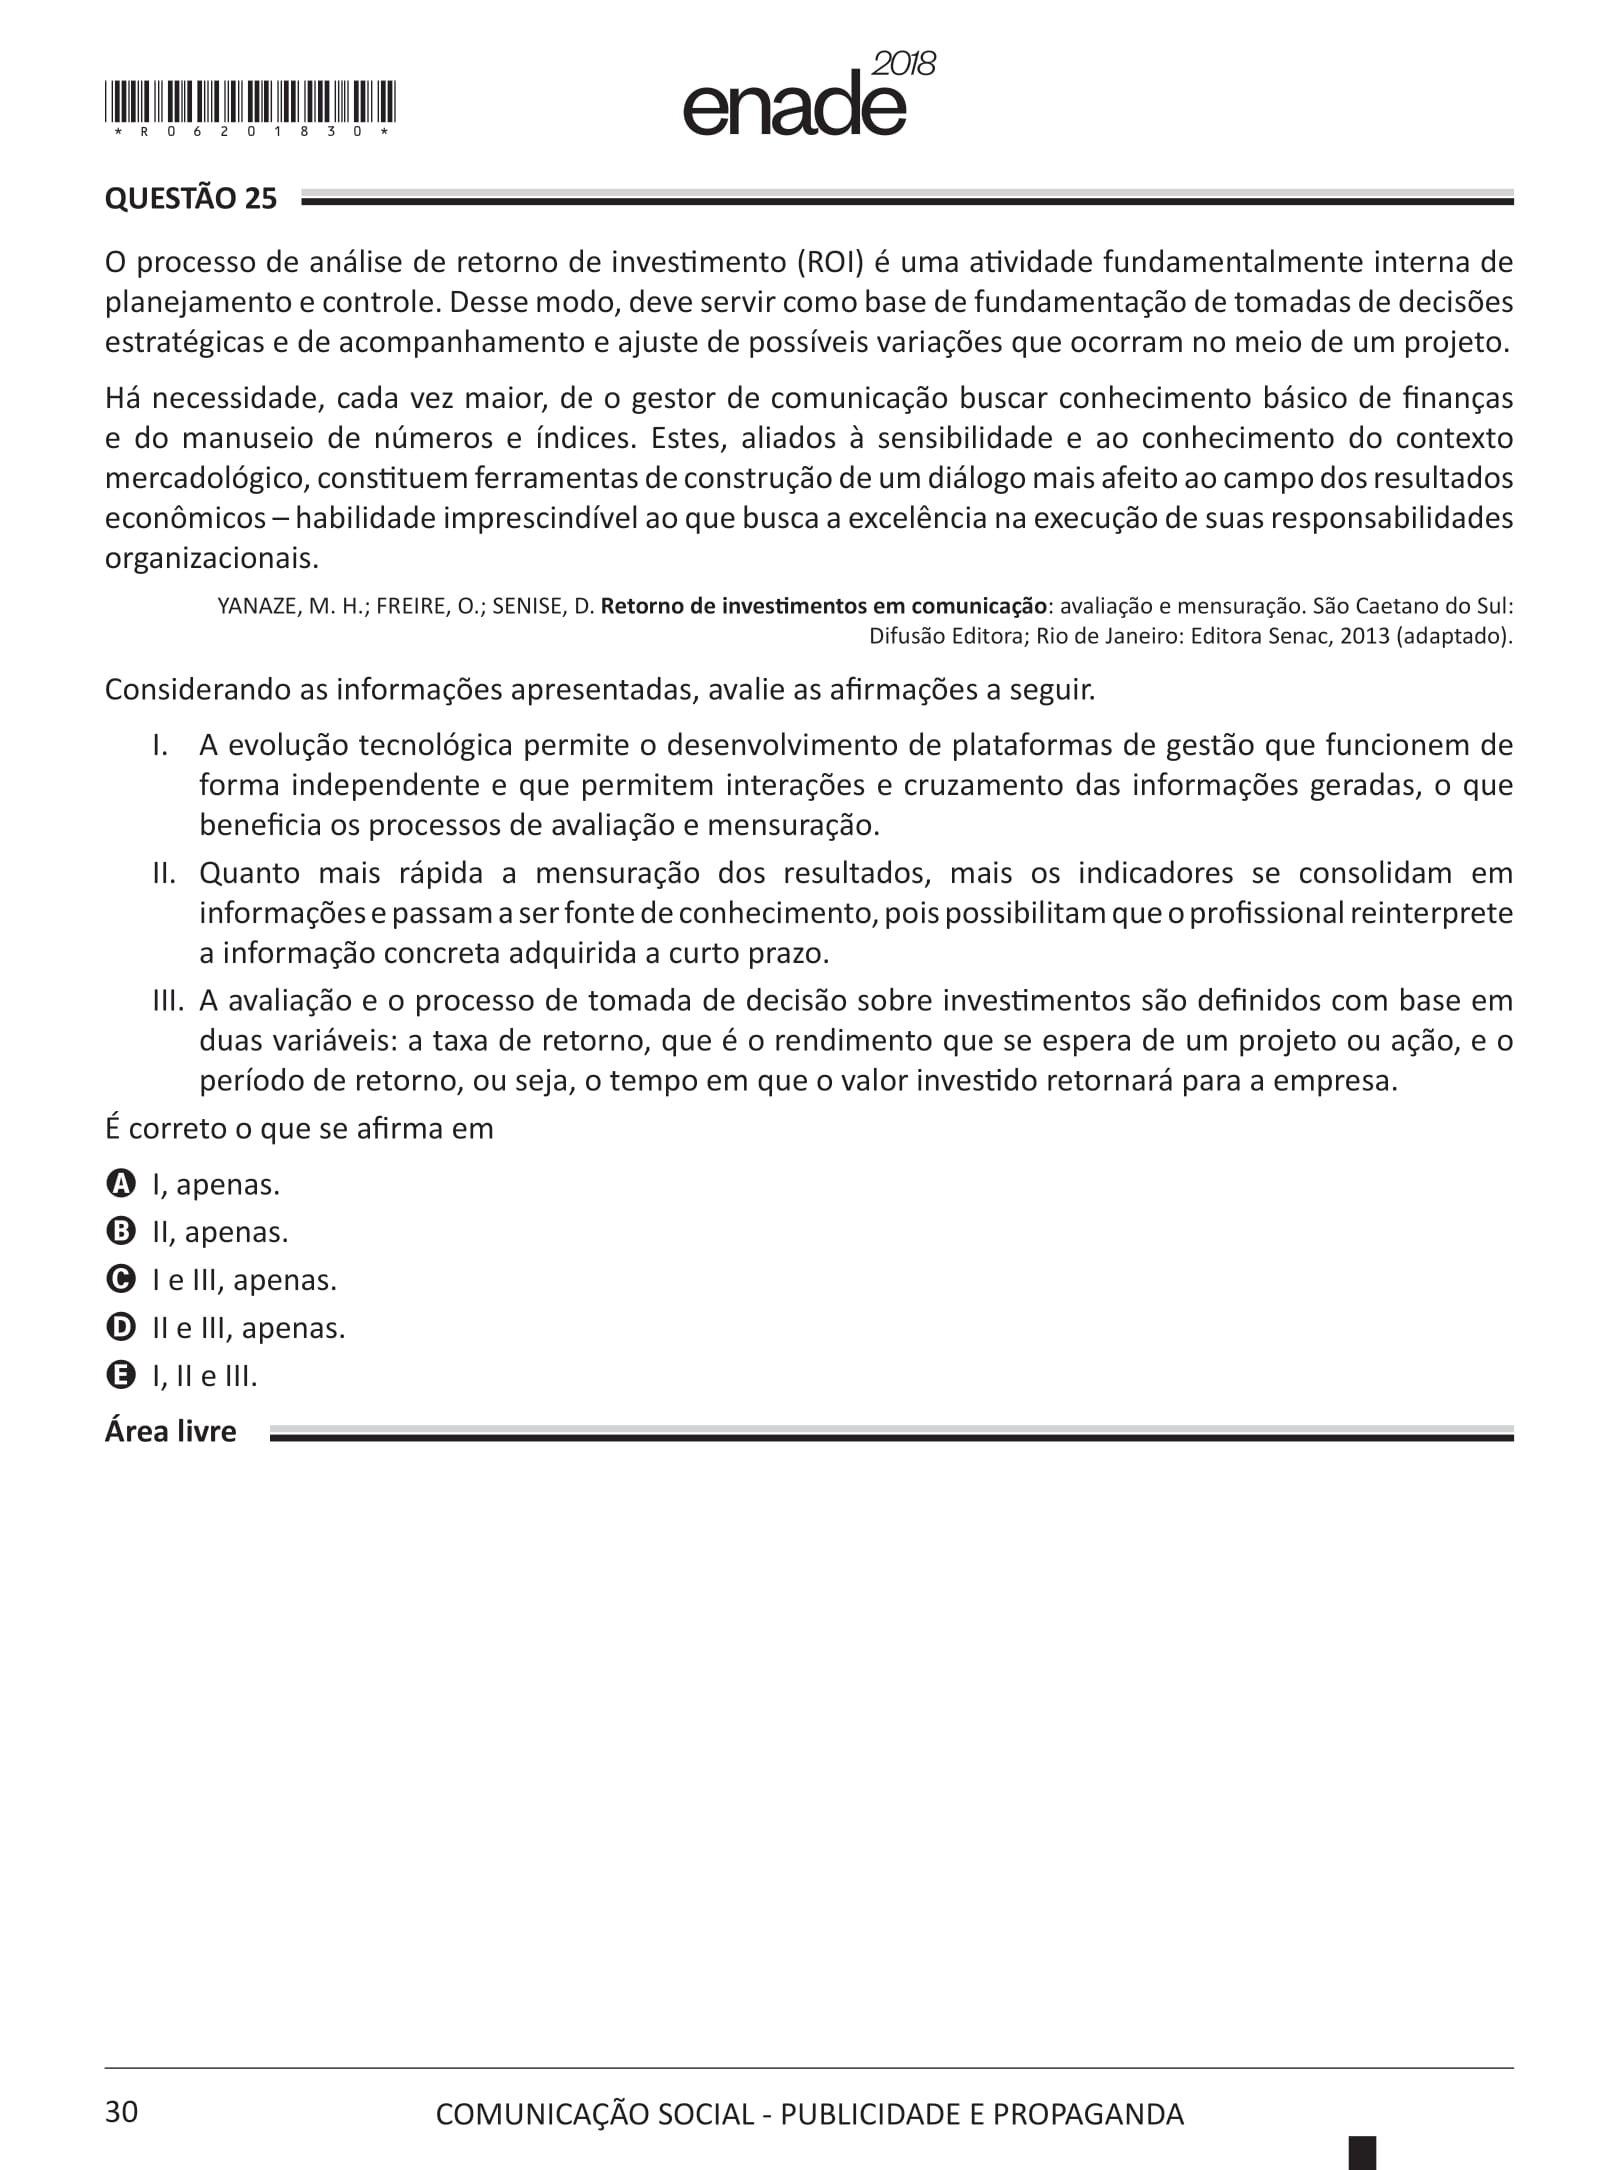 enade 2018
*R06201830*
QUESTÃO 25
O processo de análise de retorno de investimento (ROI) é uma atividade fundamentalmente interna de
planejamento e controle. Desse modo, deve servir como base de fundamentação de tomadas de decisões
estratégicas e de acompanhamento e ajuste de possíveis variações que ocorram no meio de um projeto.
Há necessidade, cada vez maior, de o gestor de comunicação buscar conhecimento básico de finanças
e do manuseio de números e índices. Estes, aliados à sensibilidade e ao conhecimento do contexto
mercadológico, constituem ferramentas de construção de um diálogo mais afeito ao campo dos resultados
econômicos – habilidade imprescindível ao que busca a excelência na execução de suas responsabilidades
organizacionais.
YANAZE, M. H.; FREIRE, O.; SENISE, D. Retorno de investimentos em comunicação: avaliação e mensuração. São Caetano do Sul:
Difusão Editora; Rio de Janeiro: Editora Senac, 2013 (adaptado).
Considerando as informações apresentadas, avalie as afirmações a seguir.
I. A evolução tecnológica permite o desenvolvimento de plataformas de gestão que funcionem de
forma independente e que permitem interações e cruzamento das informações geradas, o que
beneficia os processos de avaliação e mensuração.
II. Quanto mais rápida a mensuração dos resultados, mais os indicadores se consolidam em
informações e passam a ser fonte de conhecimento, pois possibilitam que o profissional reinterprete
a informação concreta adquirida a curto prazo.
III. A avaliação e o processo de tomada de decisão sobre investimentos são definidos com base em
duas variáveis: a taxa de retorno, que é o rendimento que se espera de um projeto ou ação, e o
período de retorno, ou seja, o tempo em que o valor investido retornará para a empresa.
É correto o que se afirma em
A I, apenas.
B II, apenas.
C I e III, apenas.
D II e III, apenas.
E I, II e III.
Área livre
30
COMUNICAÇÃO SOCIAL - PUBLICIDADE E PROPAGANDA